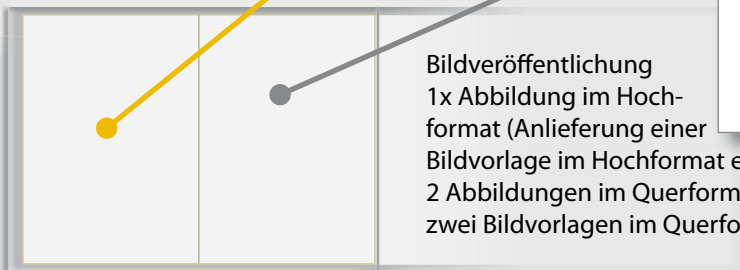 Bildveröffentlichung
1x Abbildung im Hoch-
format (Anlieferung einer
Bildvorlage im Hochformat
2 Abbildungen im Querform
zwei Bildvorlagen im Querfo